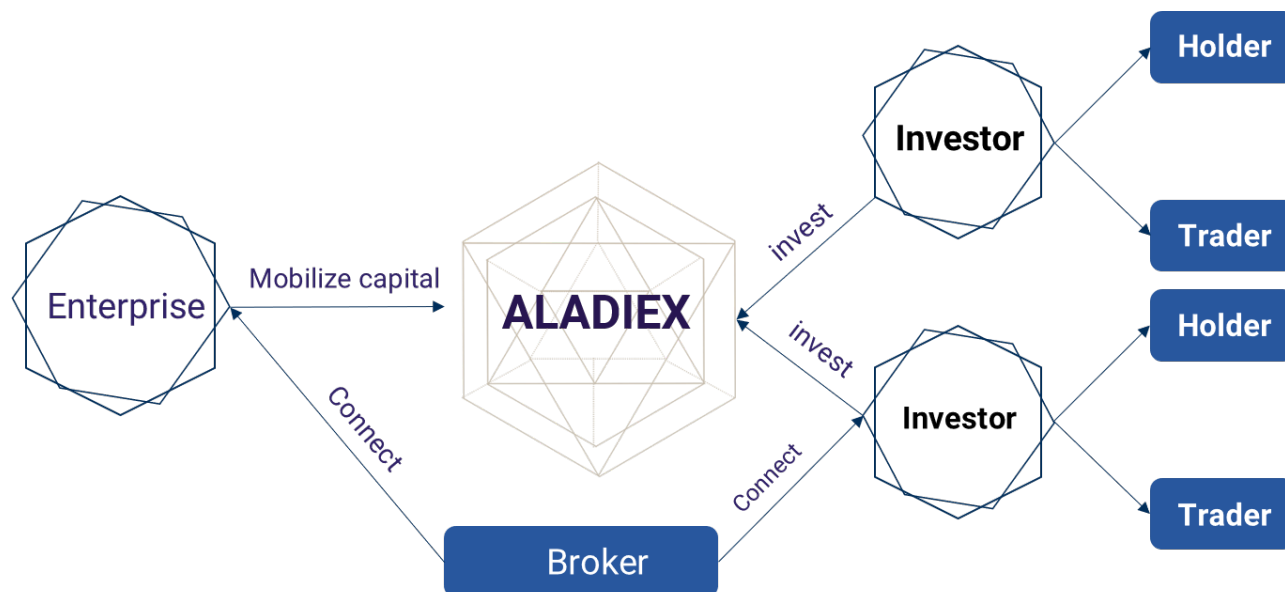 Holder
Investor
Trader
invest
Mobilize capital
Enterprise
ALADIEX
invest
Holder
Investor
Connect
Connect
Trader
Broker